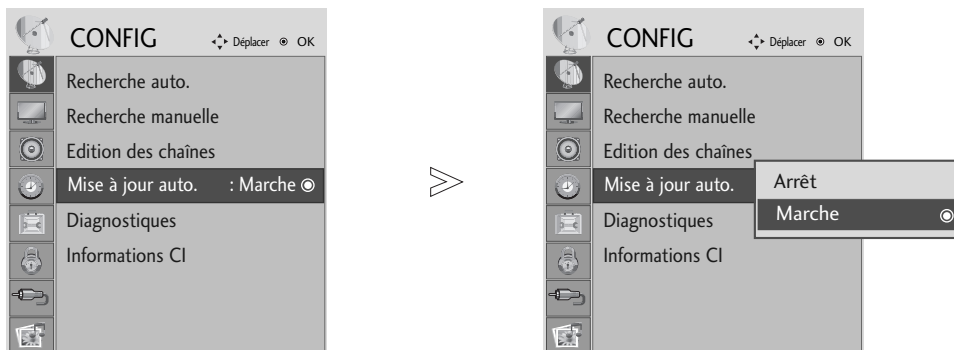 CONFIG Déplacer OK
Recherche auto.
Recherche manuelle
Edition des chaînes
Mise à jour auto. : Marche
Diagnostiques
Informations CI
CONFIG Déplacer OK
Recherche auto.
Recherche manuelle
Edition des chaînes
Mise à jour auto.
Diagnostiques
Informations CI
Arrêt
Marche